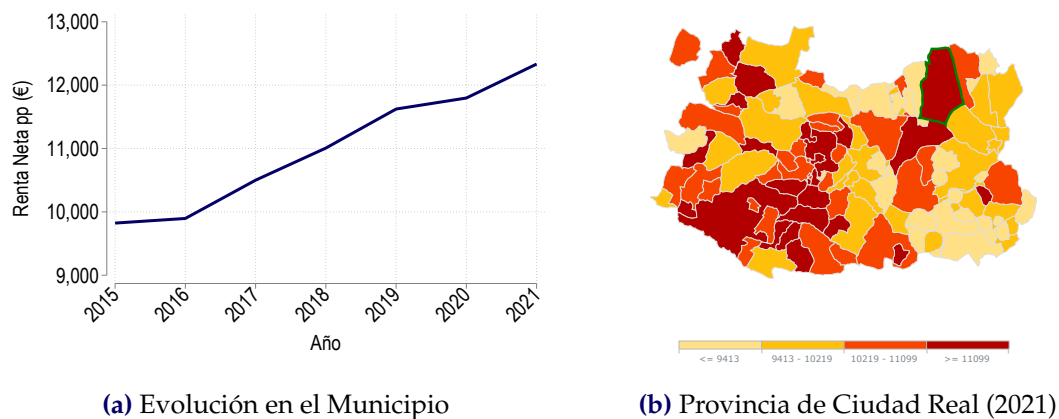 13,000
12,000
11,000
10,000
9,000
Renta Neta pp (€)
2015
2016
2017
2018
2019
2020
2021
Año
(a) Evolución en el Municipio
<= 9413
9413 - 10219
10219 - 11099
>= 11099
(b) Provincia de Ciudad Real (2021)